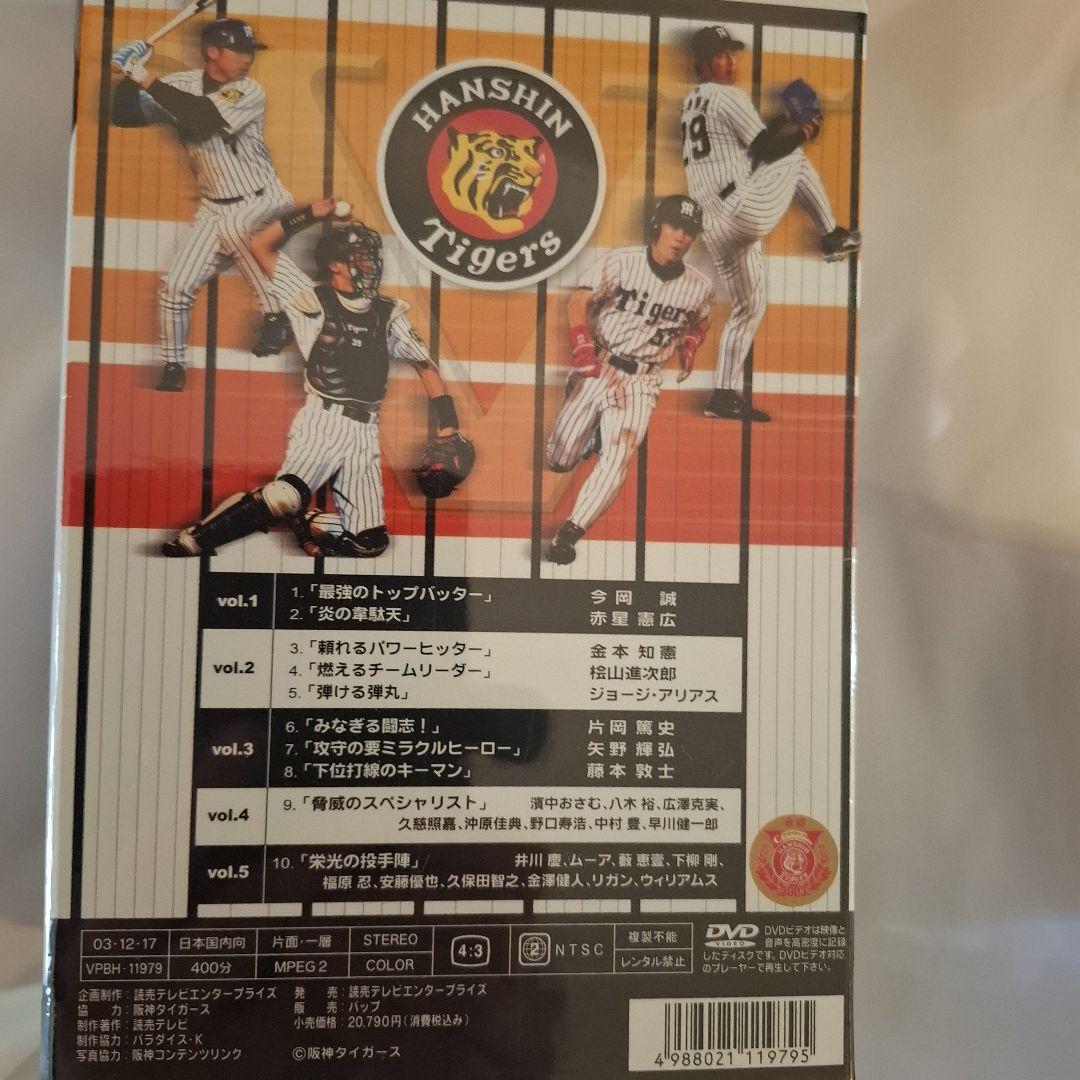 HANSHIN
Tigers
29
Tigers
Tigers
39
vol.1
1.「最強のトップバッター」 今岡 誠
2.「炎の韋駄天」 赤星憲広
vol.2
3.「頼れるパワーヒッター」 金本知憲
4.「燃えるチームリーダー」 桧山進次郎
5.「弾ける弾丸」 ジョージ・アリアス
vol.3
6.「みなぎる闘志！」 片岡篤史
7.「攻守の要ミラクルヒーロー」 矢野輝弘
8.「下位打線のキーマン」 藤本敦士
vol.4
9.「脅威のスペシャリスト」 濱中おさむ、八木 裕、広澤克実、
久慈照嘉、沖原佳典、野口寿浩、中村 豊、早川健一郎
vol.5
10.「栄光の投手陣」 井川 慶、ムーア、藪 恵壹、下柳 剛、
福原 忍、安藤優也、久保田智之、金澤健人、リガン、ウィリアムス
Champions
HANSHIN
Tigers
2003
03・12・17 日本国内向 片面・一層 STEREO
VPBH-11979 400分 MPEG 2 COLOR
4:3
2 NTSC
複製不能
レンタル禁止
DVD
VIDEO
DVDビデオは映像と
音声を高密度に記録
したディスクです。DVDビデオ対応
のプレーヤーで再生して下さい。
企画制作：読売テレビエンタープライズ 発 売：読売テレビエンタープライズ
協 力：阪神タイガース 販 売：バップ
制作著作：読売テレビ 小売価格：20,790円（消費税込み）
制作協力：パラダイス・K
写真協力：阪神コンテンツリンク ©阪神タイガース
4 988021 119795